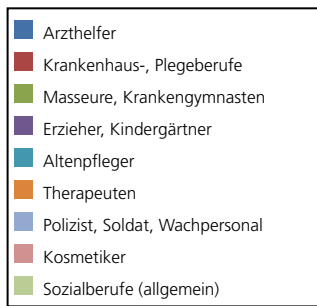 Arzthelfer
Krankenhaus-, Plegeberufe
Masseure, Krankengymnasten
Erzieher, Kindergärtner
Altenpfleger
Therapeuten
Polizist, Soldat, Wachpersonal
Kosmetiker
Sozialberufe (allgemein)